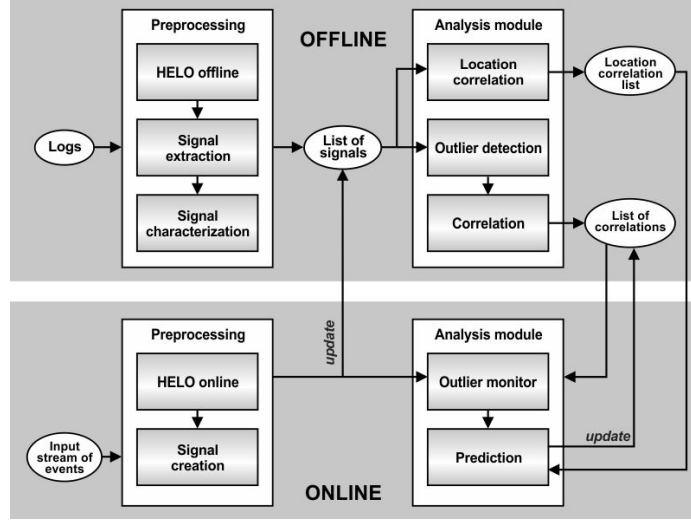 OFFLINE
Preprocessing
HELO offline
Signal
extraction
Signal
characterization
Logs
List of
signals
Analysis module
Location
correlation
Outlier detection
Correlation
Location
correlation
list
List of
correlations
update
Preprocessing
HELO online
Signal
creation
Input
stream of
events
Analysis module
Outlier monitor
Prediction
update
ONLINE